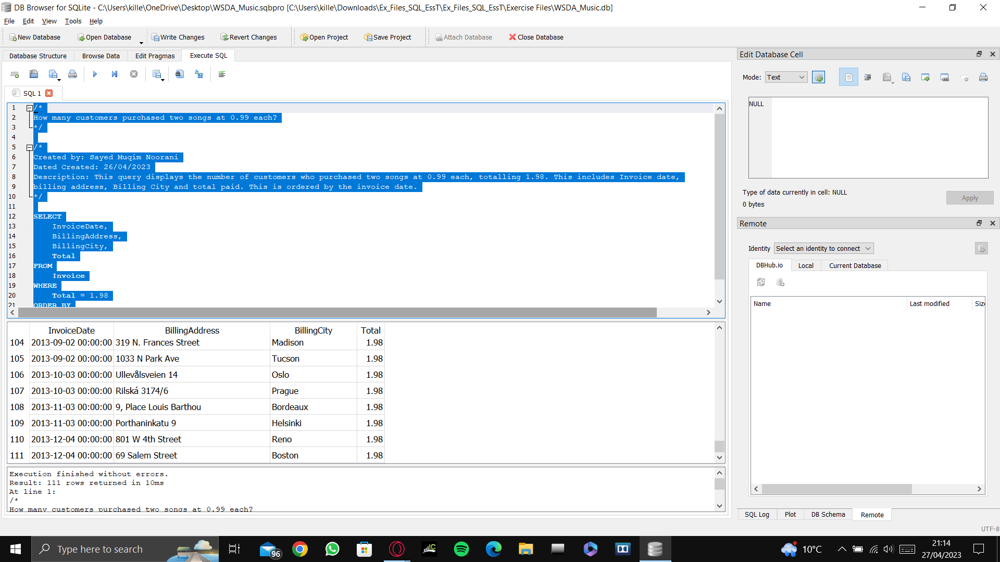 DB Browser for SQLite - C:\Users\kille\OneDrive\Desktop\WSDA_Music.sqbpro [C:\Users\kille\Downloads\Ex_Files_SQL_EssT\Ex_Files_SQL_EssT\Exercise Files\WSDA_Music.db]
File Edit View Tools Help
New Database Open Database Write Changes Revert Changes Open Project Save Project Attach Database Close Database
Database Structure Browse Data Edit Pragmas Execute SQL
SQL 1
1 /*
2 How many customers purchased two songs at 0.99 each?
3 */
4
5 /*
6 Created by: Sayed Muqim Noorani
7 Dated Created: 26/04/2023
8 Description: This query displays the number of customers who purchased two songs at 0.99 each, totalling 1.98. This includes Invoice date,
9 billing address, Billing City and total paid. This is ordered by the invoice date.
10 */
11
12 SELECT
13 InvoiceDate,
14 BillingAddress,
15 BillingCity,
16 Total
17 FROM
18 Invoice
19 WHERE
20 Total = 1.98
21 ORDER BY
InvoiceDate BillingAddress BillingCity Total
104 2013-09-02 00:00:00 319 N. Frances Street Madison 1.98
105 2013-09-02 00:00:00 1033 N Park Ave Tucson 1.98
106 2013-10-03 00:00:00 Ullevålsveien 14 Oslo 1.98
107 2013-10-03 00:00:00 Rilská 3174/6 Prague 1.98
108 2013-11-03 00:00:00 9, Place Louis Barthou Bordeaux 1.98
109 2013-11-03 00:00:00 Porthaninkatu 9 Helsinki 1.98
110 2013-12-04 00:00:00 801 W 4th Street Reno 1.98
111 2013-12-04 00:00:00 69 Salem Street Boston 1.98
Execution finished without errors.
Result: 111 rows returned in 10ms
At line 1:
/*
How many customers purchased two songs at 0.99 each?
Edit Database Cell
Mode: Text
NULL
Type of data currently in cell: NULL
0 bytes
Apply
Remote
Identity Select an identity to connect
DBHub.io Local Current Database
Name Last modified Size
SQL Log Plot DB Schema Remote
UTF-8
Type here to search
96
10°C
21:14
27/04/2023